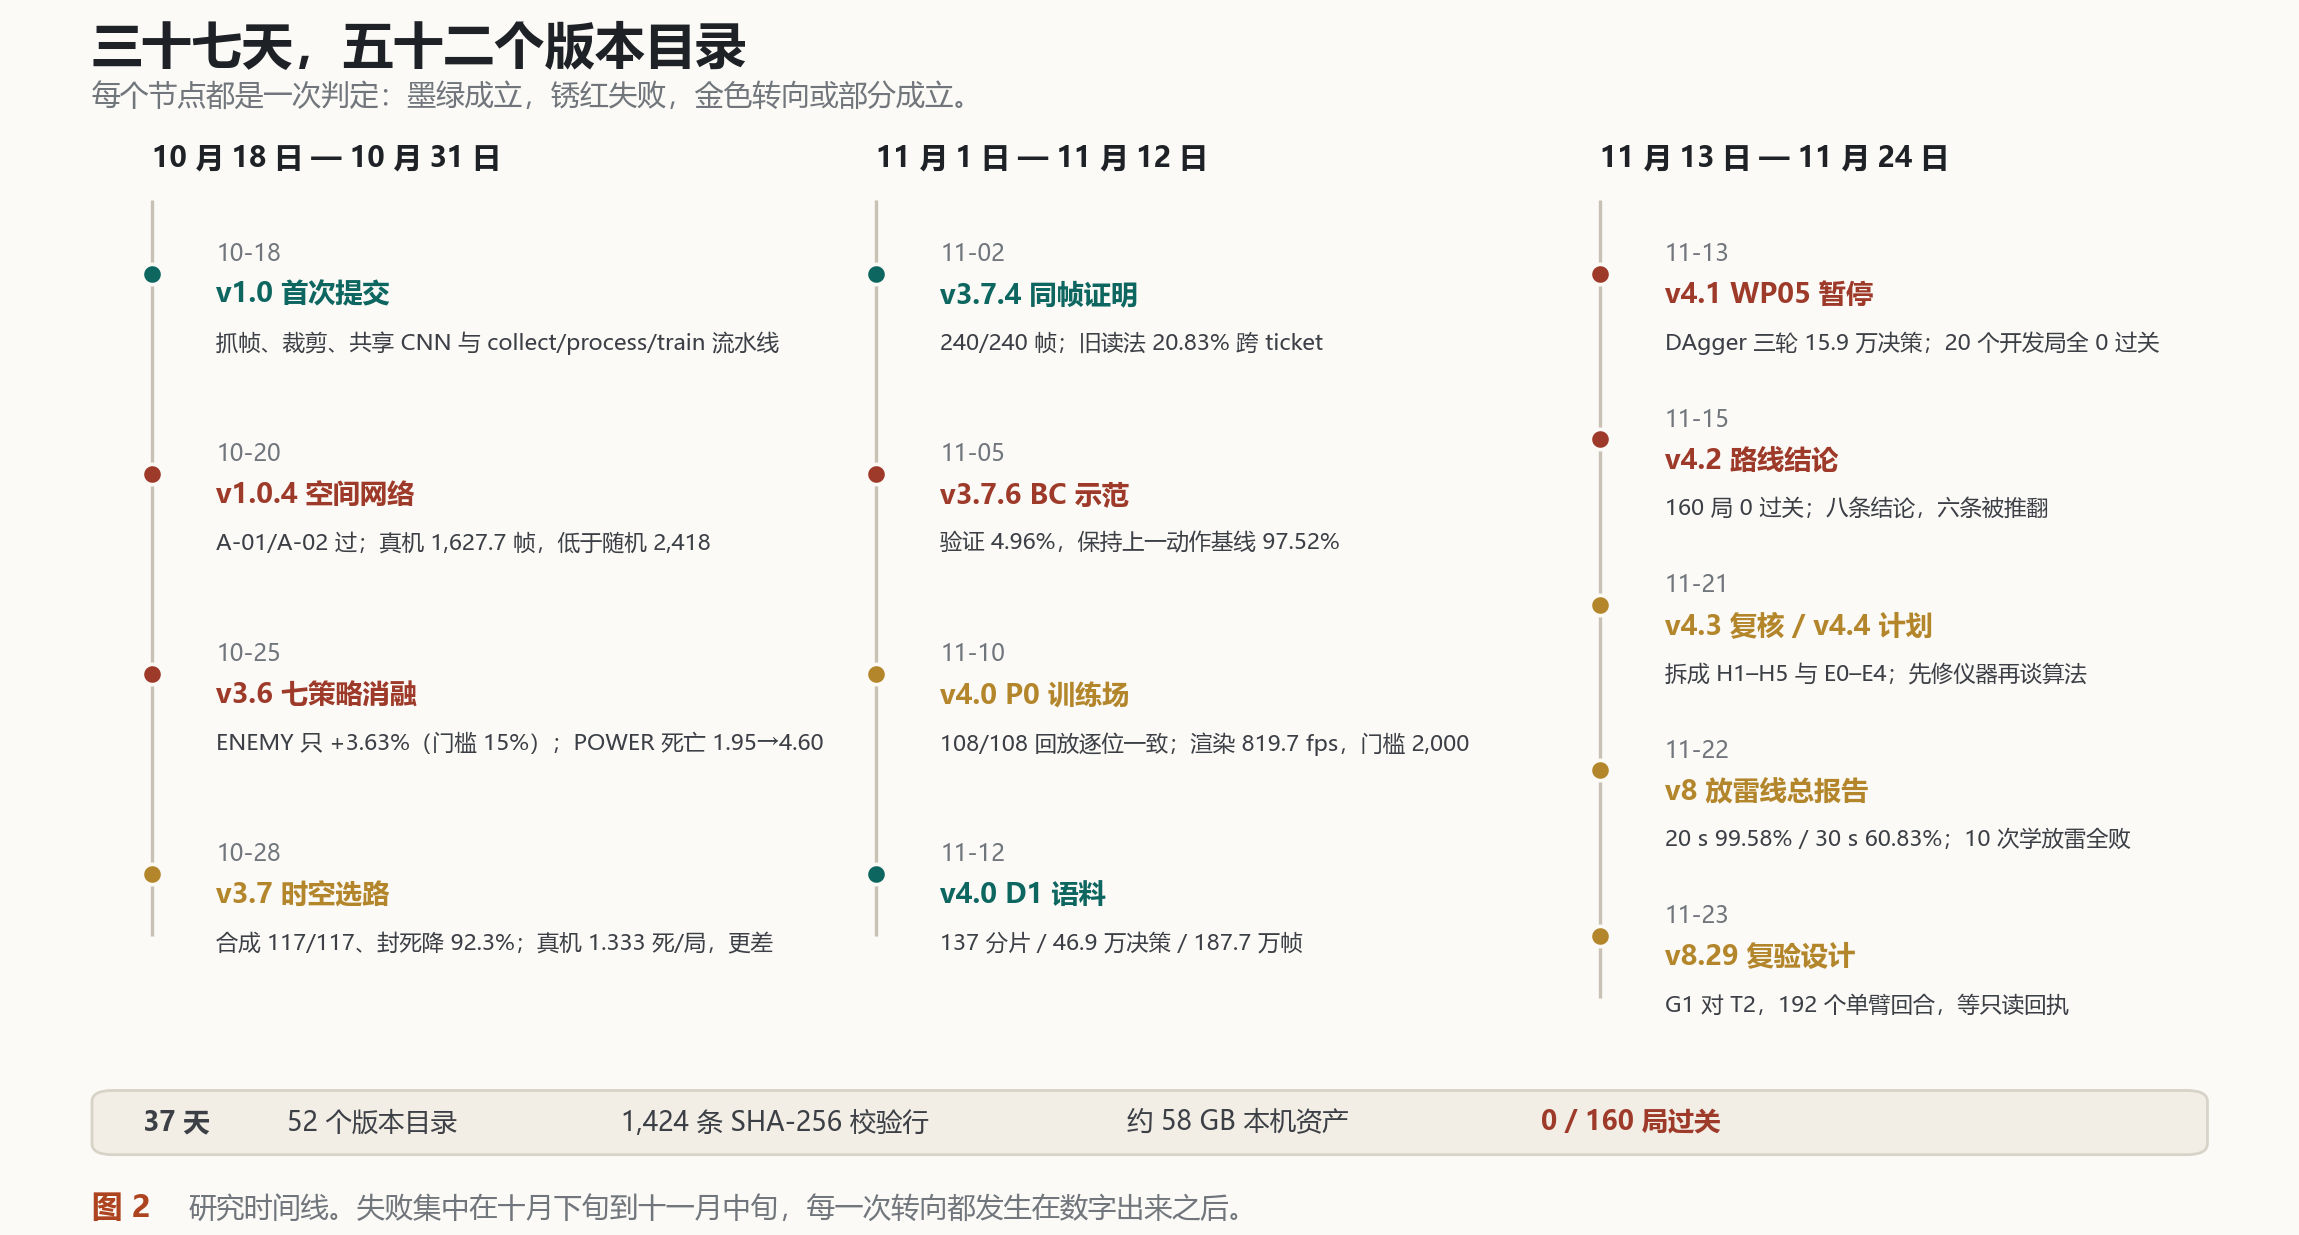 三十七天，五十二个版本目录
每个节点都是一次判定：墨绿成立，锈红失败，金色转向或部分成立。
10 月 18 日 — 10 月 31 日
10-18
v1.0 首次提交
抓帧、裁剪、共享 CNN 与 collect/process/train 流水线
10-20
v1.0.4 空间网络
A-01/A-02 过；真机 1,627.7 帧，低于随机 2,418
10-25
v3.6 七策略消融
ENEMY 只 +3.63%（门槛 15%）；POWER 死亡 1.95→4.60
10-28
v3.7 时空选路
合成 117/117、封死降 92.3%；真机 1.333 死/局，更差
11 月 1 日 — 11 月 12 日
11-02
v3.7.4 同帧证明
240/240 帧；旧读法 20.83% 跨 ticket
11-05
v3.7.6 BC 示范
验证 4.96%，保持上一动作基线 97.52%
11-10
v4.0 P0 训练场
108/108 回放逐位一致；渲染 819.7 fps，门槛 2,000
11-12
v4.0 D1 语料
137 分片 / 46.9 万决策 / 187.7 万帧
11 月 13 日 — 11 月 24 日
11-13
v4.1 WP05 暂停
DAgger 三轮 15.9 万决策；20 个开发局全 0 过关
11-15
v4.2 路线结论
160 局 0 过关；八条结论，六条被推翻
11-21
v4.3 复核 / v4.4 计划
拆成 H1–H5 与 E0–E4；先修仪器再谈算法
11-22
v8 放雷线总报告
20 s 99.58% / 30 s 60.83%；10 次学放雷全败
11-23
v8.29 复验设计
G1 对 T2，192 个单臂回合，等只读回执
37 天 52 个版本目录 1,424 条 SHA-256 校验行 约 58 GB 本机资产 0 / 160 局过关
图 2 研究时间线。失败集中在十月下旬到十一月中旬，每一次转向都发生在数字出来之后。